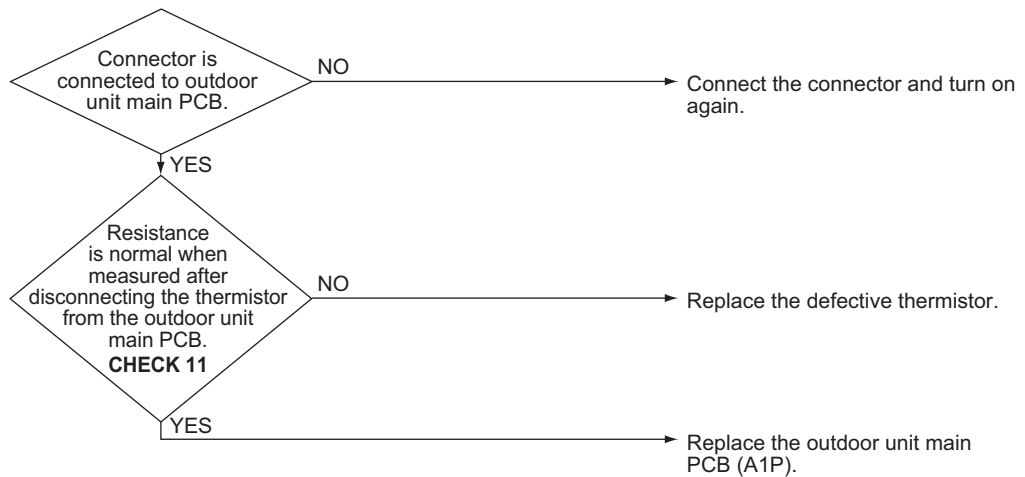 Connector is
connected to outdoor
unit main PCB.
NO
Connect the connector and turn on
again.
YES
Resistance
is normal when
measured after
disconnecting the thermistor
from the outdoor unit
main PCB.
CHECK 11
NO
Replace the defective thermistor.
YES
Replace the outdoor unit main
PCB (A1P).